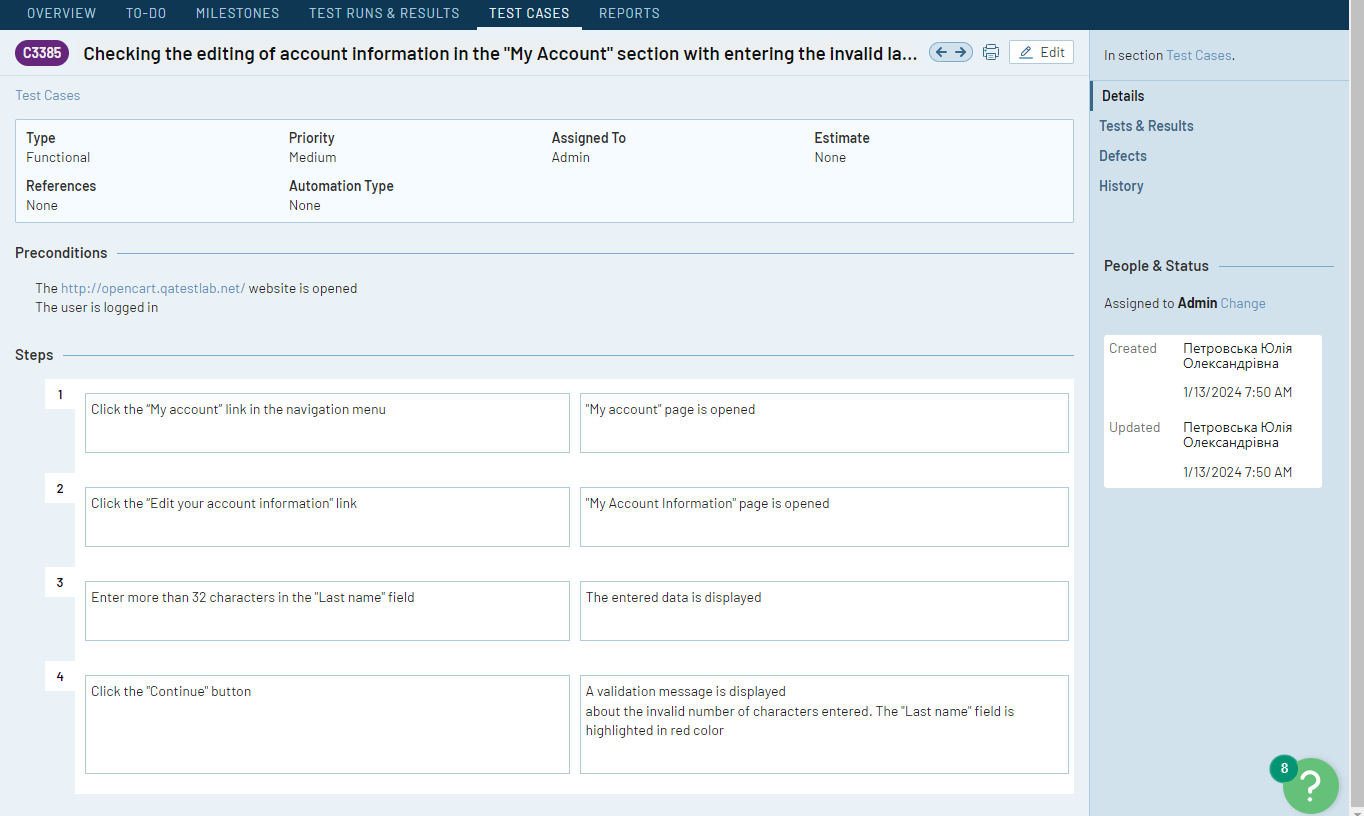 OVERVIEW TO-DO MILESTONES TEST RUNS & RESULTS TEST CASES REPORTS
C3385 Checking the editing of account information in the "My Account" section with entering the invalid la... Edit
Test Cases
Type Priority Assigned To Estimate
Functional Medium Admin None
References Automation Type
None None
Preconditions
The http://opencart.qatestlab.net/ website is opened
The user is logged in
Steps
1
Click the “My account” link in the navigation menu
"My account" page is opened
2
Click the “Edit your account information” link
"My Account Information" page is opened
3
Enter more than 32 characters in the "Last name" field
The entered data is displayed
4
Click the "Continue" button
A validation message is displayed
about the invalid number of characters entered. The "Last name" field is
highlighted in red color
In section Test Cases.
Details
Tests & Results
Defects
History
People & Status
Assigned to Admin Change
Created Петровська Юлія
Олександрівна
1/13/2024 7:50 AM
Updated Петровська Юлія
Олександрівна
1/13/2024 7:50 AM
8
?